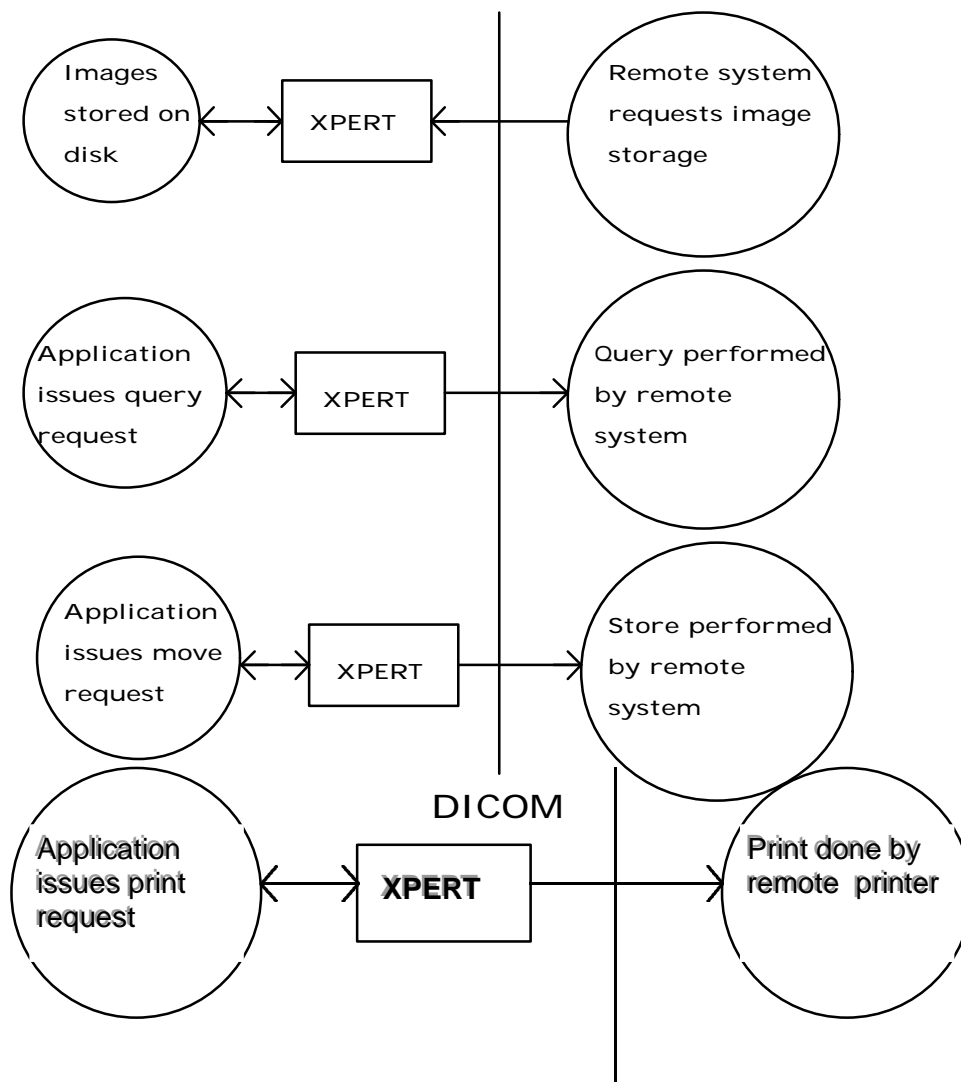 Images
stored on
disk
XPERT
Remote system
requests image
storage
Application
issues query
request
XPERT
Query performed
by remote
system
Application
issues move
request
XPERT
Store performed
by remote
system
DICOM
Application
issues print
request
XPERT
Print done by
remote printer